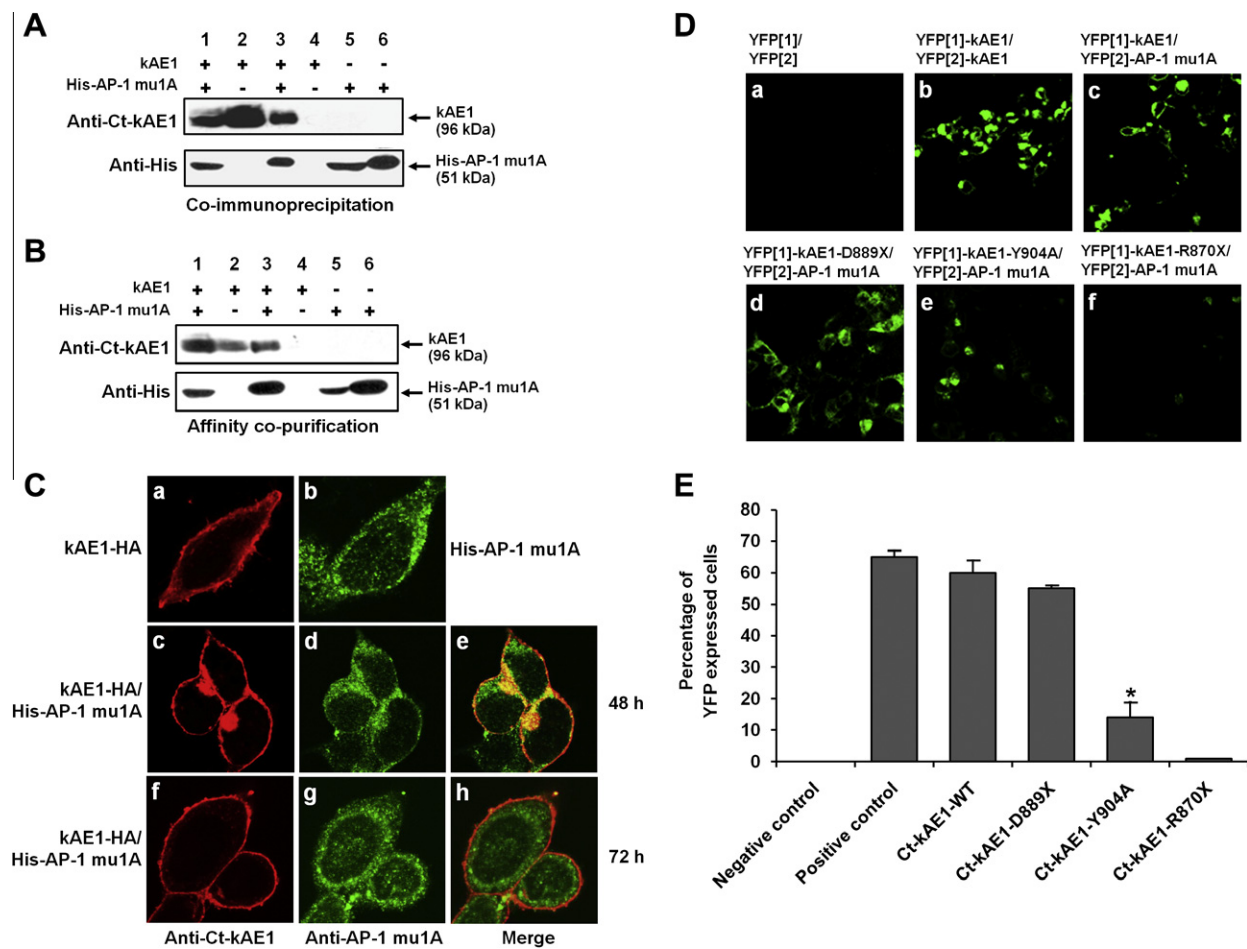 A
1 2 3 4 5 6
kAE1 + + + + - -
His-AP-1 mu1A + - + - + +
Anti-Ct-kAE1
kAE1
(96 kDa)
Anti-His
His-AP-1 mu1A
(51 kDa)
Co-immunoprecipitation
B
1 2 3 4 5 6
kAE1 + + + + - -
His-AP-1 mu1A + - + - + +
Anti-Ct-kAE1
kAE1
(96 kDa)
Anti-His
His-AP-1 mu1A
(51 kDa)
Affinity co-purification
C
a
b
kAE1-HA
His-AP-1 mu1A
c
d
e
kAE1-HA/
His-AP-1 mu1A
48 h
f
g
h
kAE1-HA/
His-AP-1 mu1A
72 h
Anti-Ct-kAE1
Anti-AP-1 mu1A
Merge
D
YFP[1]/
YFP[2]
YFP[1]-kAE1/
YFP[2]-kAE1
YFP[1]-kAE1/
YFP[2]-AP-1 mu1A
a
b
c
YFP[1]-kAE1-D889X/
YFP[2]-AP-1 mu1A
YFP[1]-kAE1-Y904A/
YFP[2]-AP-1 mu1A
YFP[1]-kAE1-R870X/
YFP[2]-AP-1 mu1A
d
e
f
E
Percentage of
YFP expressed cells
80
70
60
50
40
30
20
10
0
*
Negative control
Positive control
Ct-kAE1-WT
Ct-kAE1-D889X
Ct-kAE1-Y904A
Ct-kAE1-R870X